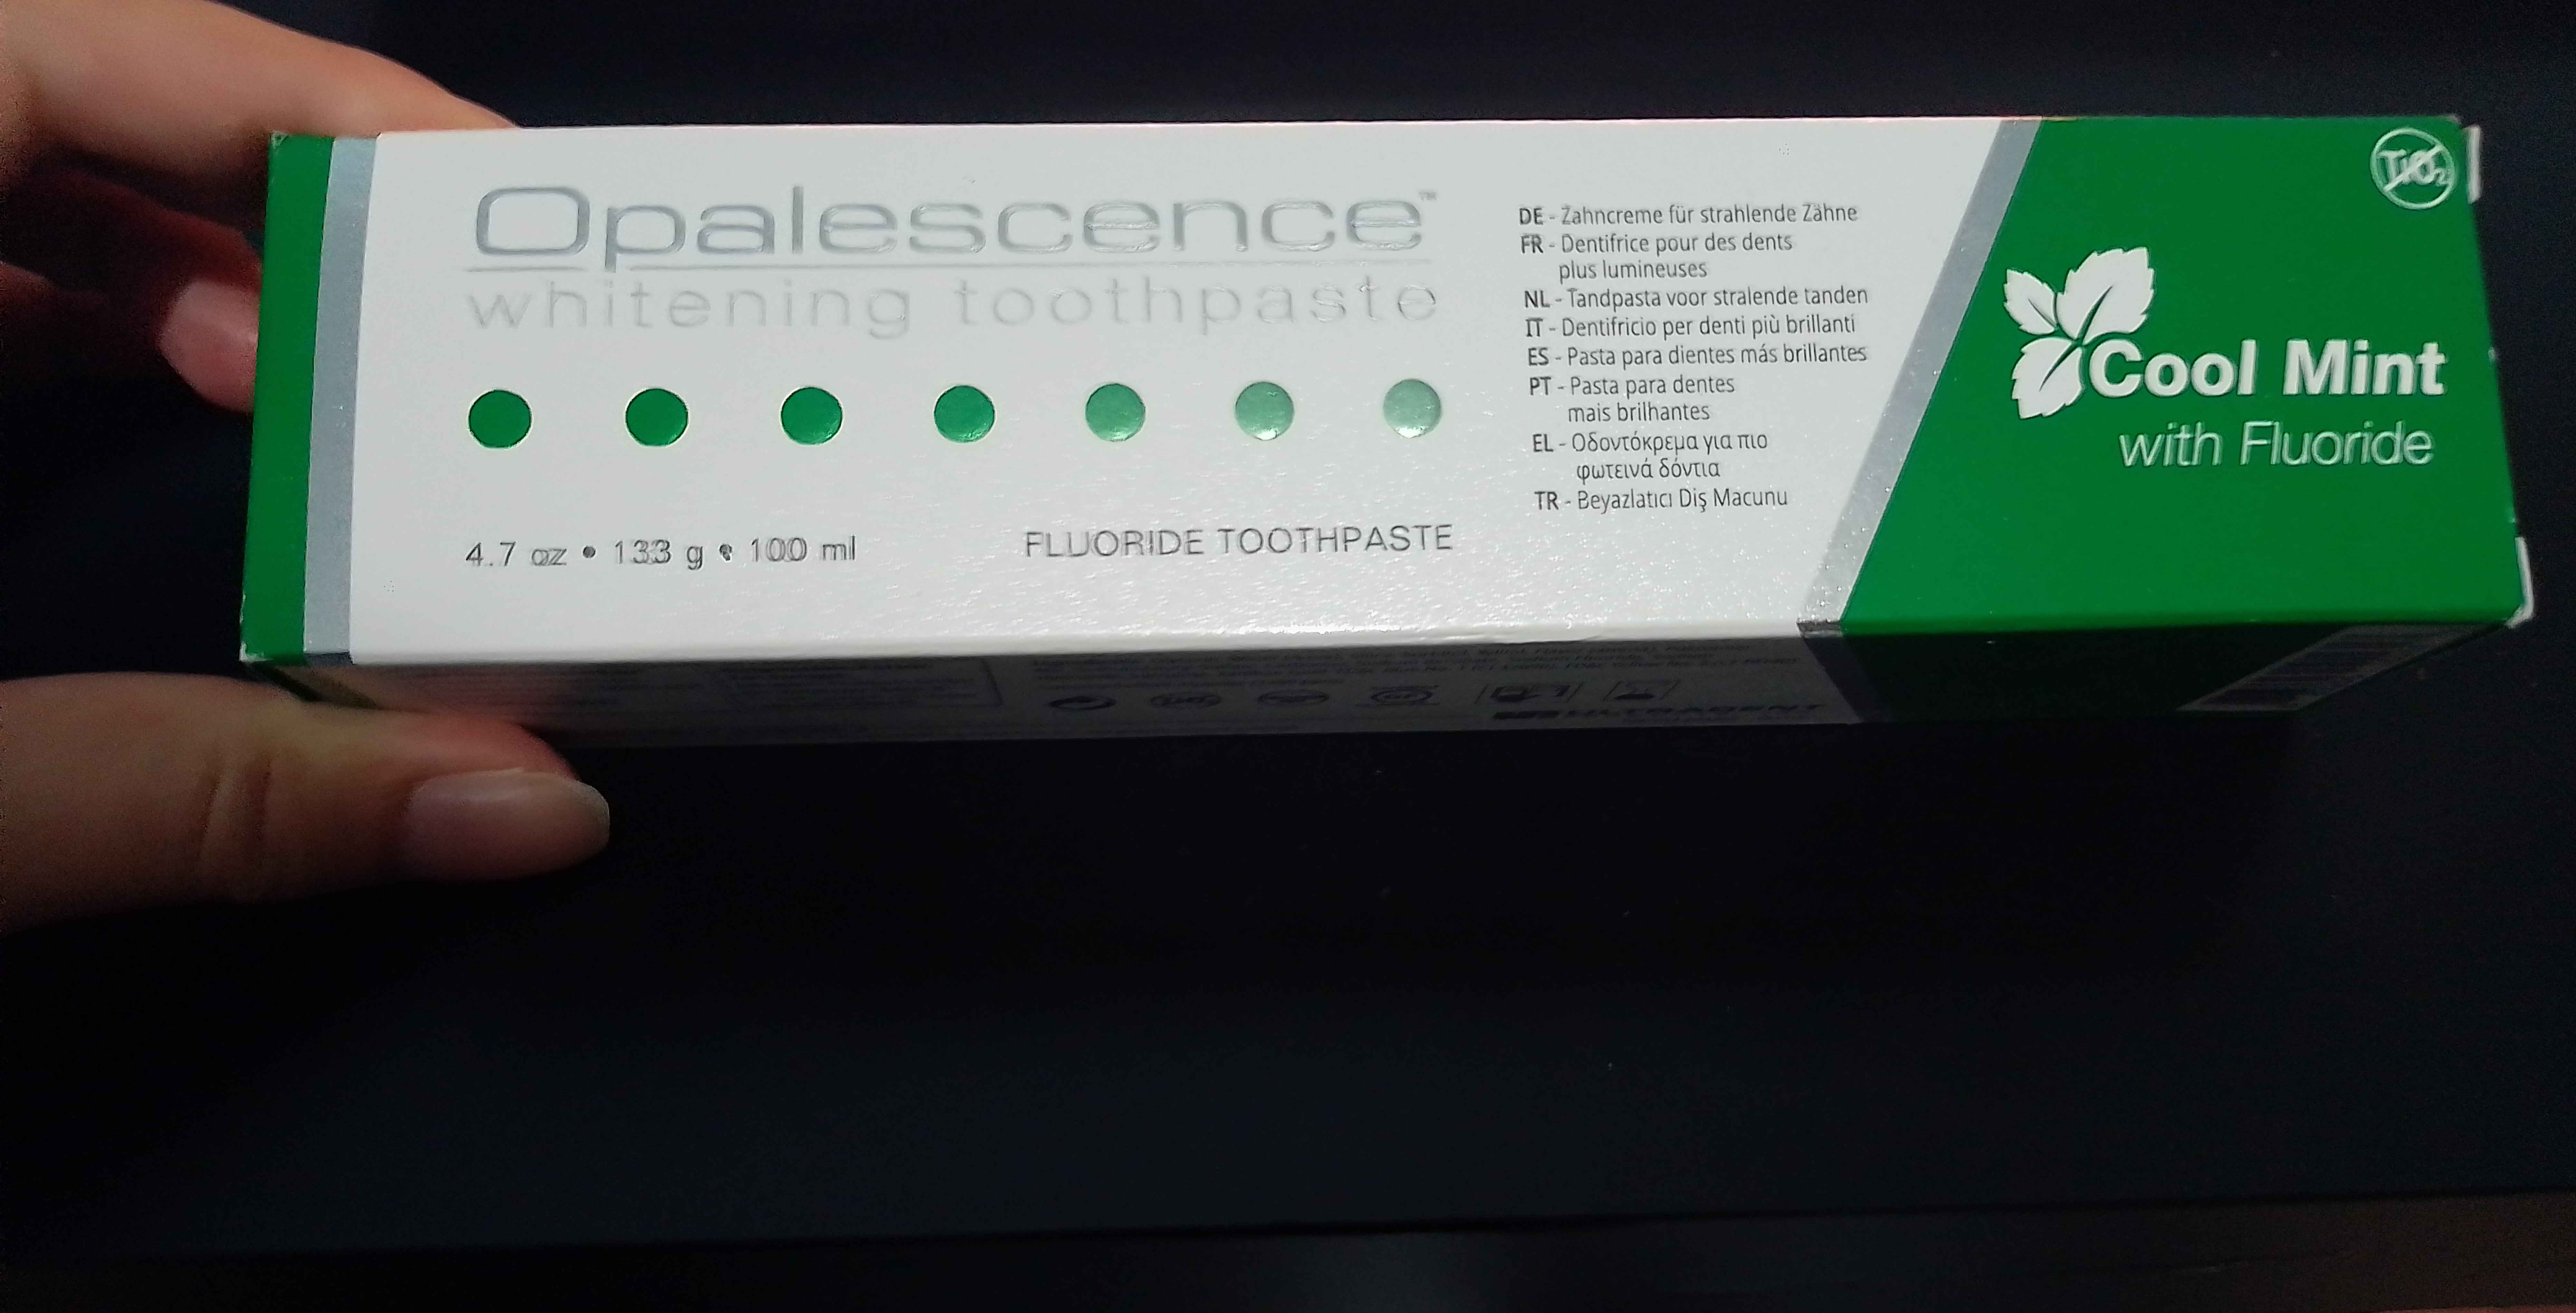 Opalescence™
whitening toothpaste
4.7 oz • 133 g ℮ 100 ml
FLUORIDE TOOTHPASTE
DE - Zahncreme für strahlende Zähne
FR - Dentifrice pour des dents
plus lumineuses
NL - Tandpasta voor stralende tanden
IT - Dentifricio per denti più brillanti
ES - Pasta para dientes más brillantes
PT - Pasta para dentes
mais brilhantes
EL - Οδοντόκρεμα για πιο
φωτεινά δόντια
TR - Beyazlatıcı Diş Macunu
TiO₂
Cool Mint
with Fluoride
ULTRADENT